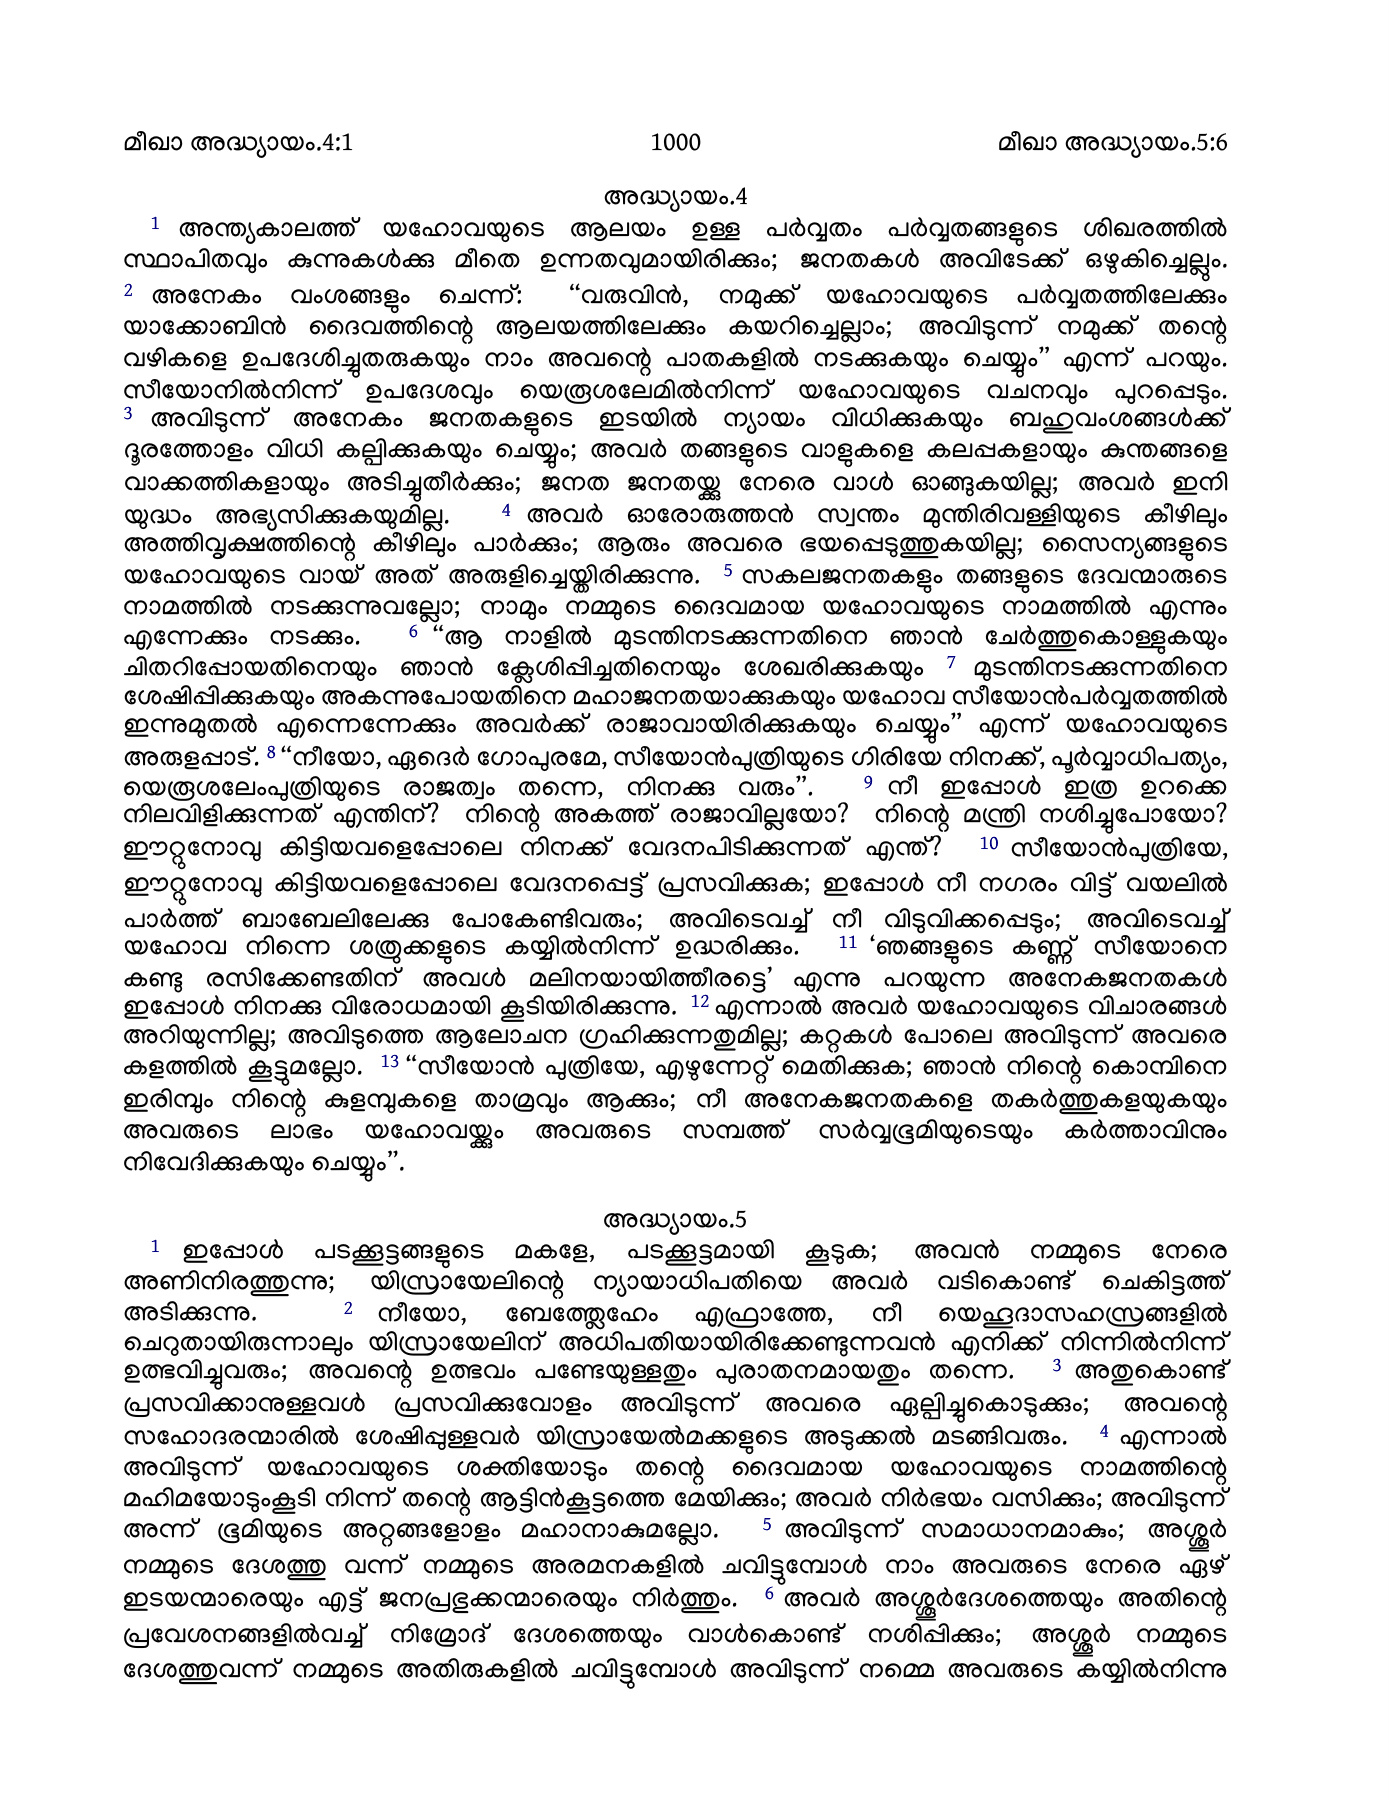 മീഖാ അദ്ധ്യായം.4:1 1000 മീഖാ അദ്ധ്യായം.5:6
അദ്ധ്യായം.4
1 അന്ത്യകാലത്ത് യഹോവയുടെ ആലയം ഉള്ള പർവ്വതം പർവ്വതങ്ങളുടെ ശിഖരത്തിൽ
സ്ഥാപിതവും കുന്നുകൾക്കു മീതെ ഉന്നതവുമായിരിക്കും; ജനതകൾ അവിടേക്ക് ഒഴുകിച്ചെല്ലും.
2 അനേകം വംശങ്ങളും ചെന്ന്: “വരുവിൻ, നമുക്ക് യഹോവയുടെ പർവ്വതത്തിലേക്കും
യാക്കോബിൻ ദൈവത്തിന്റെ ആലയത്തിലേക്കും കയറിച്ചെല്ലാം; അവിടുന്ന് നമുക്ക് തന്റെ
വഴികളെ ഉപദേശിച്ചുതരുകയും നാം അവന്റെ പാതകളിൽ നടക്കുകയും ചെയ്യും” എന്ന് പറയും.
സീയോനിൽനിന്ന് ഉപദേശവും യെരൂശലേമിൽനിന്ന് യഹോവയുടെ വചനവും പുറപ്പെടും.
3 അവിടുന്ന് അനേകം ജനതകളുടെ ഇടയിൽ ന്യായം വിധിക്കുകയും ബഹുവംശങ്ങൾക്ക്
ദൂരത്തോളം വിധി കല്പിക്കുകയും ചെയ്യും; അവർ തങ്ങളുടെ വാളുകളെ കലപ്പകളായും കുന്തങ്ങളെ
വാക്കത്തികളായും അടിച്ചുതീർക്കും; ജനത ജനതയ്ക്കു നേരെ വാൾ ഓങ്ങുകയില്ല; അവർ ഇനി
യുദ്ധം അഭ്യസിക്കുകയുമില്ല. 4 അവർ ഓരോരുത്തൻ സ്വന്തം മുന്തിരിവള്ളിയുടെ കീഴിലും
അത്തിവൃക്ഷത്തിന്റെ കീഴിലും പാർക്കും; ആരും അവരെ ഭയപ്പെടുത്തുകയില്ല; സൈന്യങ്ങളുടെ
യഹോവയുടെ വായ് അത് അരുളിച്ചെയ്തിരിക്കുന്നു. 5 സകലജനതകളും തങ്ങളുടെ ദേവന്മാരുടെ
നാമത്തിൽ നടക്കുന്നുവല്ലോ; നാമും നമ്മുടെ ദൈവമായ യഹോവയുടെ നാമത്തിൽ എന്നും
എന്നേക്കും നടക്കും. 6 “ആ നാളിൽ മുടന്തിനടക്കുന്നതിനെ ഞാൻ ചേർത്തുകൊള്ളുകയും
ചിതറിപ്പോയതിനെയും ഞാൻ ക്ലേശിപ്പിച്ചതിനെയും ശേഖരിക്കുകയും 7 മുടന്തിനടക്കുന്നതിനെ
ശേഷിപ്പിക്കുകയും അകന്നുപോയതിനെ മഹാജനതയാക്കുകയും യഹോവ സീയോൻപർവ്വതത്തിൽ
ഇന്നുമുതൽ എന്നെന്നേക്കും അവർക്ക് രാജാവായിരിക്കുകയും ചെയ്യും” എന്ന് യഹോവയുടെ
അരുളപ്പാട്. 8 “നീയോ, ഏദെർ ഗോപുരമേ, സീയോൻപുത്രിയുടെ ഗിരിയേ നിനക്ക്, പൂർവ്വാധിപത്യം,
യെരൂശലേംപുത്രിയുടെ രാജത്വം തന്നെ, നിനക്കു വരും”. 9 നീ ഇപ്പോൾ ഇത്ര ഉറക്കെ
നിലവിളിക്കുന്നത് എന്തിന്? നിന്റെ അകത്ത് രാജാവില്ലയോ? നിന്റെ മന്ത്രി നശിച്ചുപോയോ?
ഈറ്റുനോവു കിട്ടിയവളെപ്പോലെ നിനക്ക് വേദനപിടിക്കുന്നത് എന്ത്? 10 സീയോൻപുത്രിയേ,
ഈറ്റുനോവു കിട്ടിയവളെപ്പോലെ വേദനപ്പെട്ട് പ്രസവിക്കുക; ഇപ്പോൾ നീ നഗരം വിട്ട് വയലിൽ
പാർത്ത് ബാബേലിലേക്കു പോകേണ്ടിവരും; അവിടെവച്ച് നീ വിടുവിക്കപ്പെടും; അവിടെവച്ച്
യഹോവ നിന്നെ ശത്രുക്കളുടെ കയ്യിൽനിന്ന് ഉദ്ധരിക്കും. 11 ‘ഞങ്ങളുടെ കണ്ണ് സീയോനെ
കണ്ടു രസിക്കേണ്ടതിന് അവൾ മലിനയായിത്തീരട്ടെ’ എന്നു പറയുന്ന അനേകജനതകൾ
ഇപ്പോൾ നിനക്കു വിരോധമായി കൂടിയിരിക്കുന്നു. 12 എന്നാൽ അവർ യഹോവയുടെ വിചാരങ്ങൾ
അറിയുന്നില്ല; അവിടുത്തെ ആലോചന ഗ്രഹിക്കുന്നതുമില്ല; കറ്റകൾ പോലെ അവിടുന്ന് അവരെ
കളത്തിൽ കൂട്ടുമല്ലോ. 13 “സീയോൻ പുത്രിയേ, എഴുന്നേറ്റ് മെതിക്കുക; ഞാൻ നിന്റെ കൊമ്പിനെ
ഇരിമ്പും നിന്റെ കുളമ്പുകളെ താമ്രവും ആക്കും; നീ അനേകജനതകളെ തകർത്തുകളയുകയും
അവരുടെ ലാഭം യഹോവയ്ക്കും അവരുടെ സമ്പത്ത് സർവ്വഭൂമിയുടെയും കർത്താവിനും
നിവേദിക്കുകയും ചെയ്യും”.
അദ്ധ്യായം.5
1 ഇപ്പോൾ പടക്കൂട്ടങ്ങളുടെ മകളേ, പടക്കൂട്ടമായി കൂടുക; അവൻ നമ്മുടെ നേരെ
അണിനിരത്തുന്നു; യിസ്രായേലിന്റെ ന്യായാധിപതിയെ അവർ വടികൊണ്ട് ചെകിട്ടത്ത്
അടിക്കുന്നു. 2 നീയോ, ബേത്ത്ലേഹേം എഫ്രാത്തേ, നീ യെഹൂദാസഹസ്രങ്ങളിൽ
ചെറുതായിരുന്നാലും യിസ്രായേലിന് അധിപതിയായിരിക്കേണ്ടുന്നവൻ എനിക്ക് നിന്നിൽനിന്ന്
ഉത്ഭവിച്ചുവരും; അവന്റെ ഉത്ഭവം പണ്ടേയുള്ളതും പുരാതനമായതും തന്നെ. 3 അതുകൊണ്ട്
പ്രസവിക്കാനുള്ളവൾ പ്രസവിക്കുവോളം അവിടുന്ന് അവരെ ഏല്പിച്ചുകൊടുക്കും; അവന്റെ
സഹോദരന്മാരിൽ ശേഷിപ്പുള്ളവർ യിസ്രായേൽമക്കളുടെ അടുക്കൽ മടങ്ങിവരും. 4 എന്നാൽ
അവിടുന്ന് യഹോവയുടെ ശക്തിയോടും തന്റെ ദൈവമായ യഹോവയുടെ നാമത്തിന്റെ
മഹിമയോടുംകൂടി നിന്ന് തന്റെ ആട്ടിൻകൂട്ടത്തെ മേയിക്കും; അവർ നിർഭയം വസിക്കും; അവിടുന്ന്
അന്ന് ഭൂമിയുടെ അറ്റങ്ങളോളം മഹാനാകുമല്ലോ. 5 അവിടുന്ന് സമാധാനമാകും; അശ്ശൂർ
നമ്മുടെ ദേശത്തു വന്ന് നമ്മുടെ അരമനകളിൽ ചവിട്ടുമ്പോൾ നാം അവരുടെ നേരെ ഏഴ്
ഇടയന്മാരെയും എട്ട് ജനപ്രഭുക്കന്മാരെയും നിർത്തും. 6 അവർ അശ്ശൂർദേശത്തെയും അതിന്റെ
പ്രവേശനങ്ങളിൽവച്ച് നിമ്രോദ് ദേശത്തെയും വാൾകൊണ്ട് നശിപ്പിക്കും; അശ്ശൂർ നമ്മുടെ
ദേശത്തുവന്ന് നമ്മുടെ അതിരുകളിൽ ചവിട്ടുമ്പോൾ അവിടുന്ന് നമ്മെ അവരുടെ കയ്യിൽനിന്നു